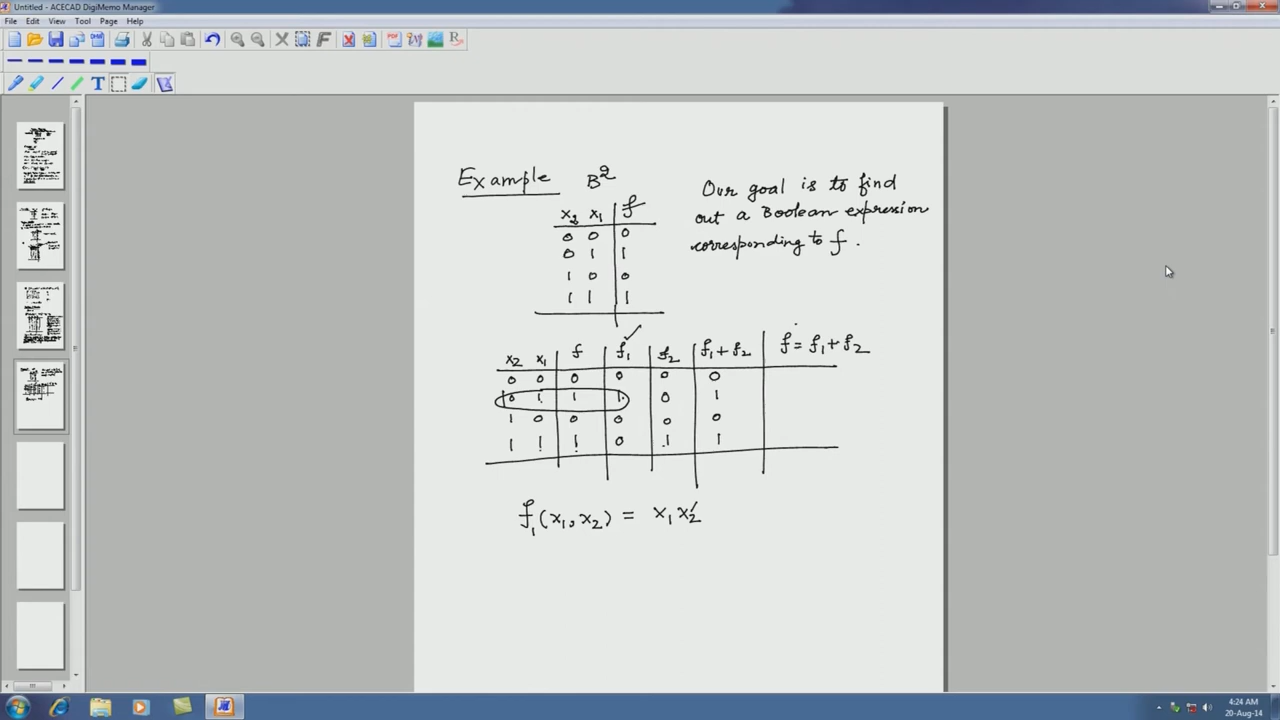 Untitled - ACECAD DigiMemo Manager
File Edit View Tool Page Help
Example B²
Our goal is to find
out a Boolean expression
corresponding to f .
x₂ x₁ f
0 0 0
0 1 1
1 0 0
1 1 1
x₂ x₁ f f₁ f₂ f₁ + f₂ f = f₁ + f₂
0 0 0 0 0 0
0 1 1 1 0 1
1 0 0 0 0 0
1 1 1 0 1 1
f₁(x₁, x₂) = x₁ x₂′
4:24 AM
20-Aug-14